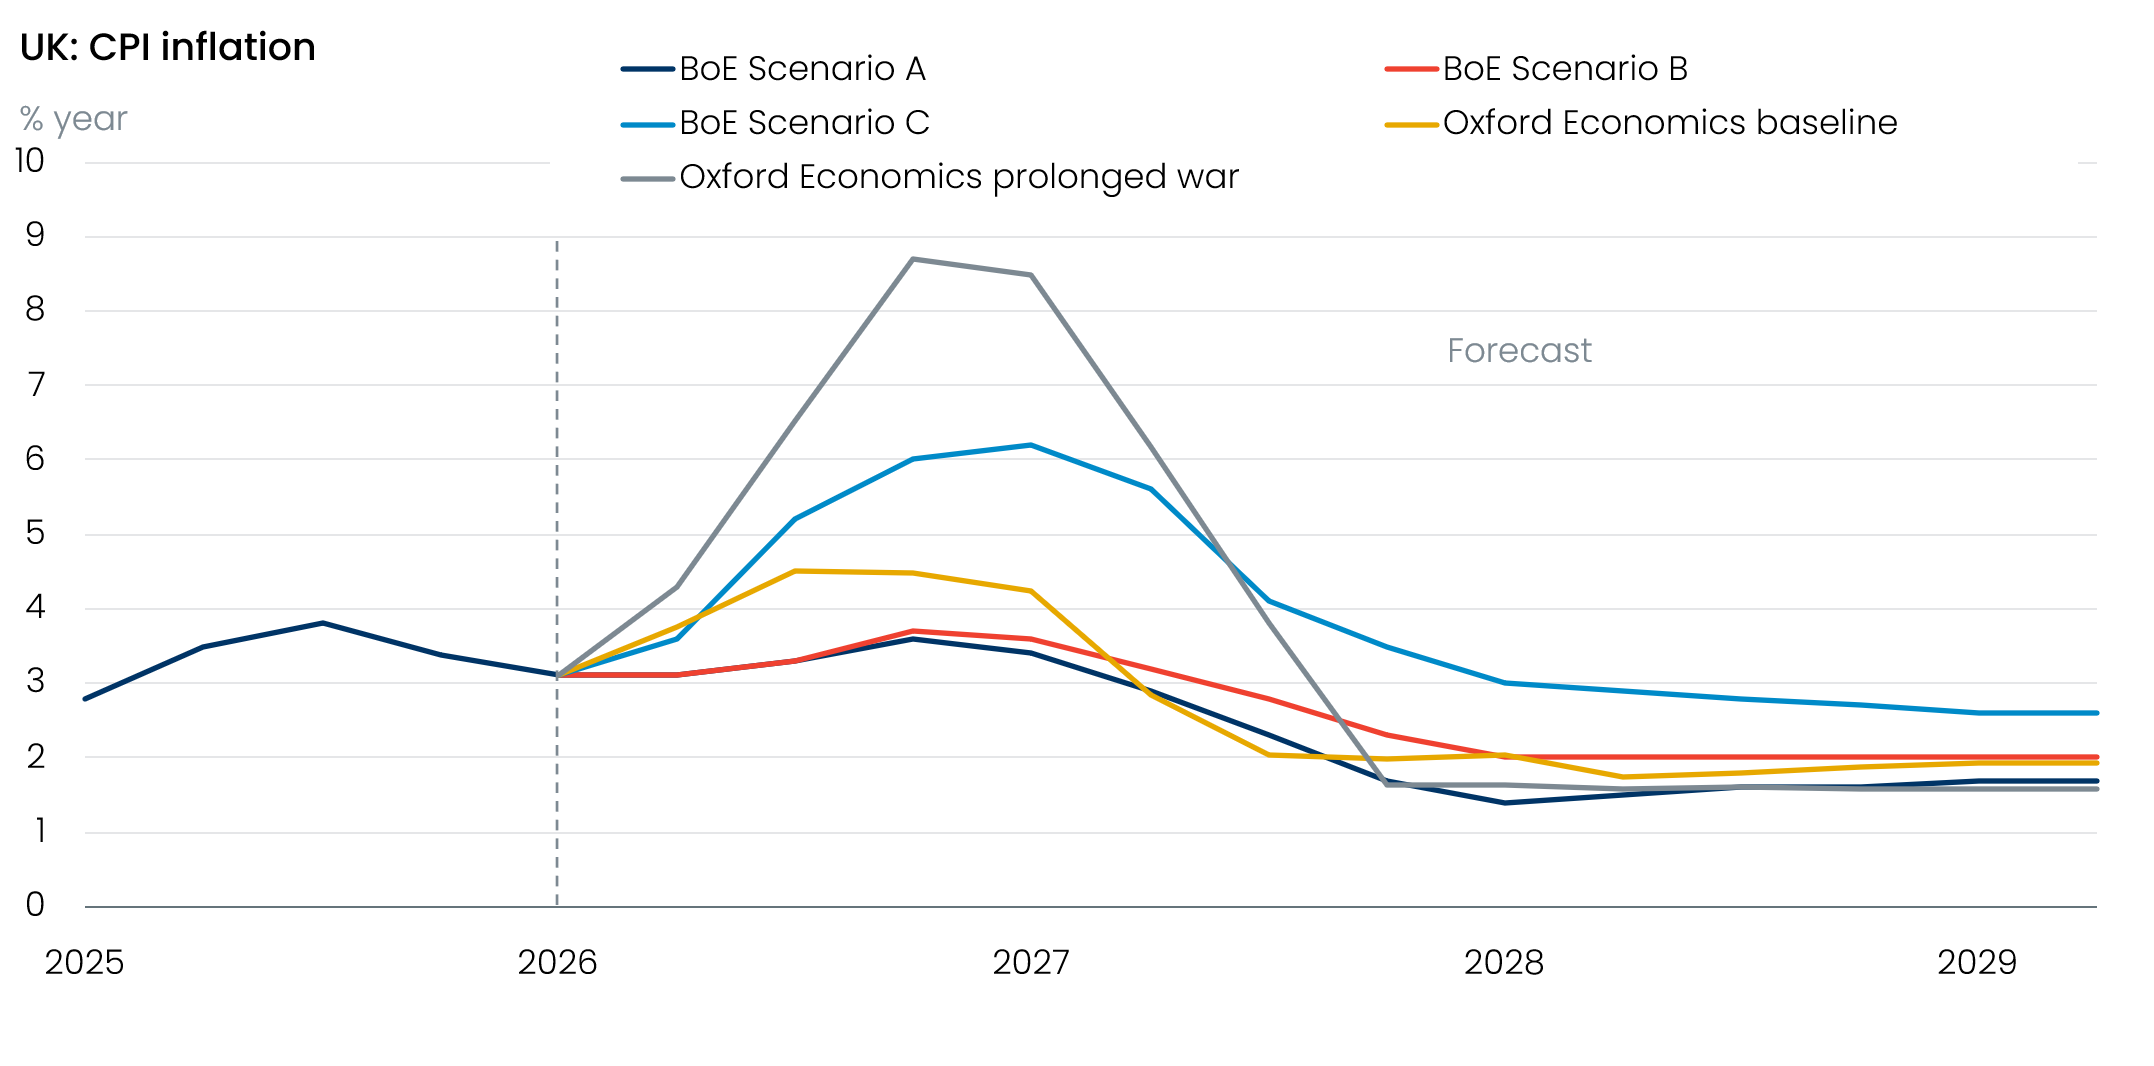 UK: CPI inflation
% year
BoE Scenario A
BoE Scenario B
BoE Scenario C
Oxford Economics baseline
Oxford Economics prolonged war
10
9
8
7
6
5
4
3
2
1
0
Forecast
2025 2026 2027 2028 2029